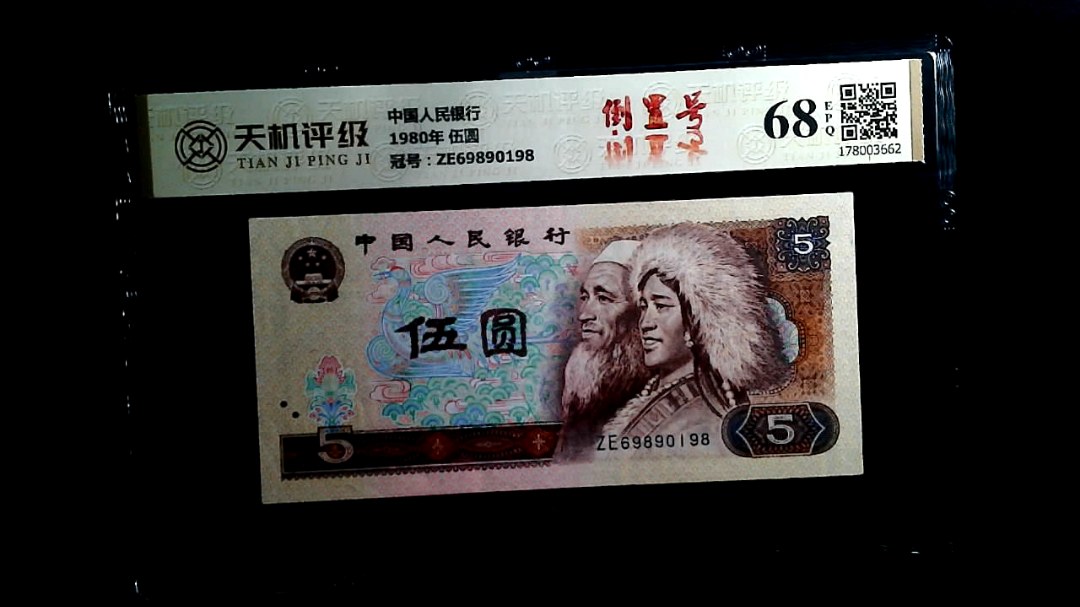 天机评级
TIAN JI PING JI
中国人民银行
1980年 伍圆
冠号：ZE69890198
倒置号
68
EPQ
178003662
中国人民银行
5
伍圆
5
ZE69890198
5